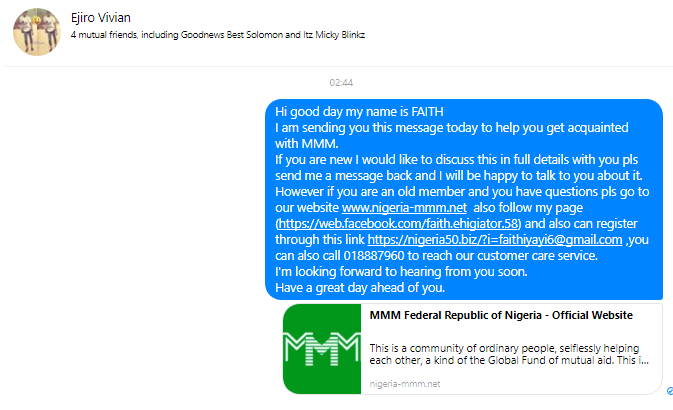 Ejiro Vivian
4 mutual friends, including Goodnews Best Solomon and Itz Micky Blinkz
02:44
Hi good day my name is FAITH
I am sending you this message today to help you get acquainted
with MMM.
If you are new I would like to discuss this in full details with you pls
send me a message back and I will be happy to talk to you about it.
However if you are an old member and you have questions pls go to
our website www.nigeria-mmm.net also follow my page
(https://web.facebook.com/faith.ehigiator.58) and also can register
through this link https://nigeria50.biz/?i=faithiyayi6@gmail.com ,you
can also call 018887960 to reach our customer care service.
I'm looking forward to hearing from you soon.
Have a great day ahead of you.
MMM
MMM Federal Republic of Nigeria - Official Website
This is a community of ordinary people, selflessly helping
each other, a kind of the Global Fund of mutual aid. This i...
nigeria-mmm.net